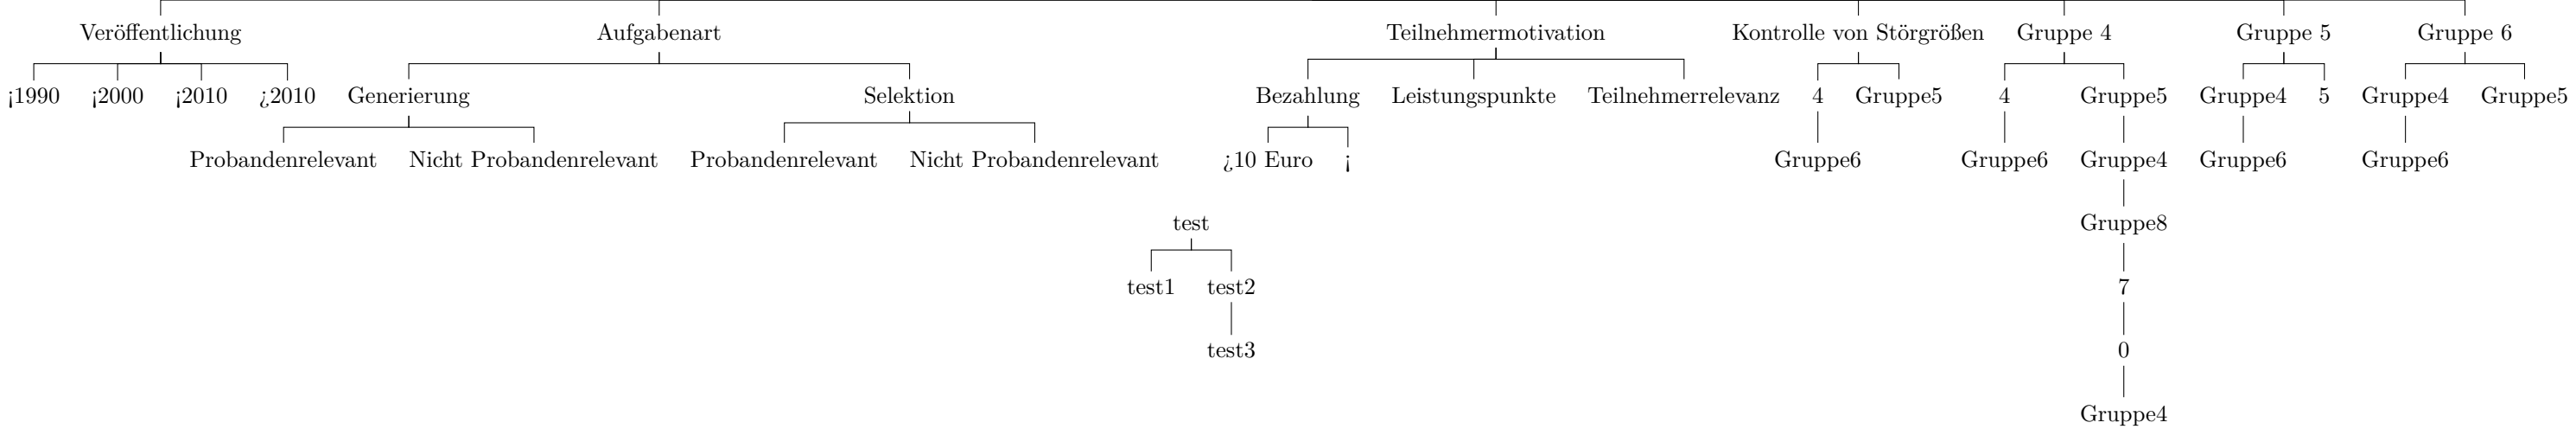 Veröffentlichung Aufgabenart Teilnehmermotivation Kontrolle von Störgrößen Gruppe 4 Gruppe 5 Gruppe 6
¡1990 ¡2000 ¡2010 ¿2010 Generierung Selektion Bezahlung Leistungspunkte Teilnehmerrelevanz 4 Gruppe5 4 Gruppe5 Gruppe4 5 Gruppe4 Gruppe5
Probandenrelevant Nicht Probandenrelevant Probandenrelevant Nicht Probandenrelevant ¿10 Euro ¡ Gruppe6 Gruppe6 Gruppe4 Gruppe6 Gruppe6
test Gruppe8
test1 test2 7
test3 0
Gruppe4